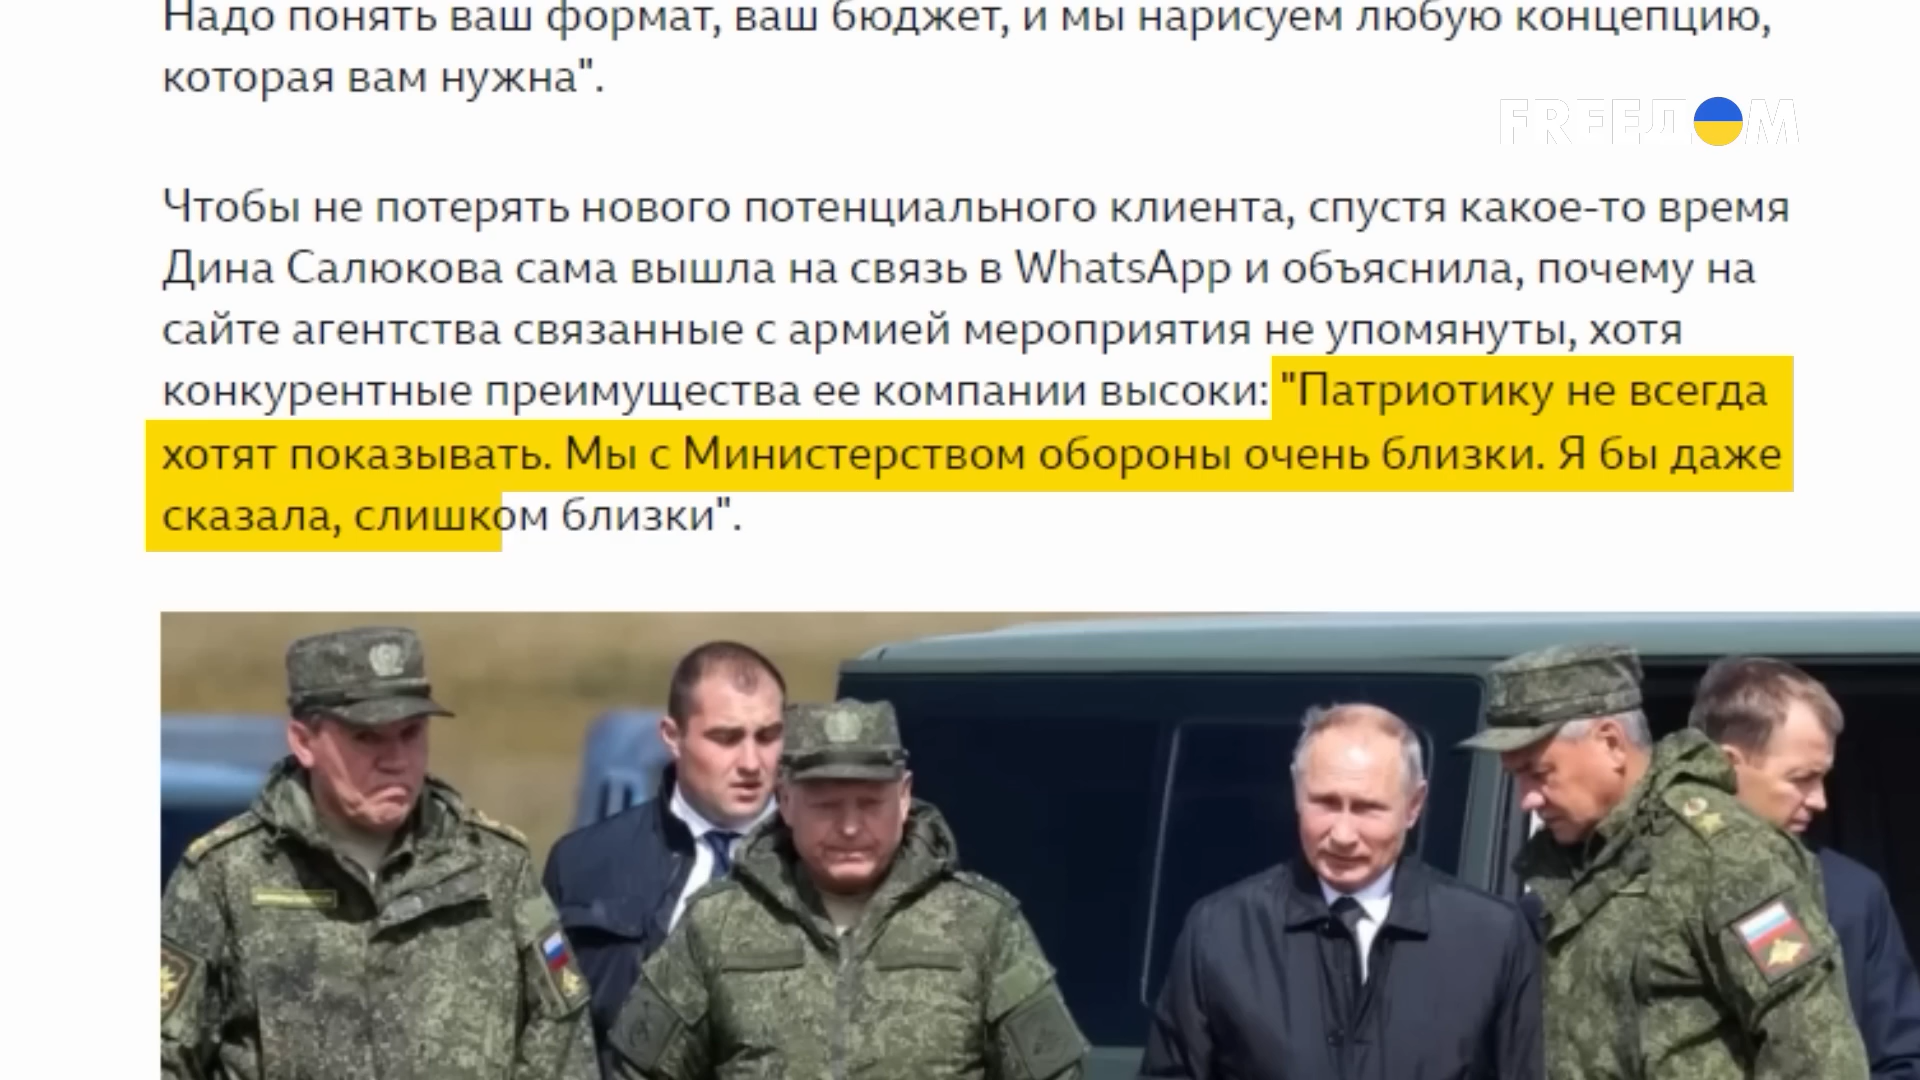 Надо понять ваш формат, ваш бюджет, и мы нарисуем любую концепцию,
которая вам нужна".
FREEДOM
Чтобы не потерять нового потенциального клиента, спустя какое-то время
Дина Салюкова сама вышла на связь в WhatsApp и объяснила, почему на
сайте агентства связанные с армией мероприятия не упомянуты, хотя
конкурентные преимущества ее компании высоки: "Патриотику не всегда
хотят показывать. Мы с Министерством обороны очень близки. Я бы даже
сказала, слишком близки".